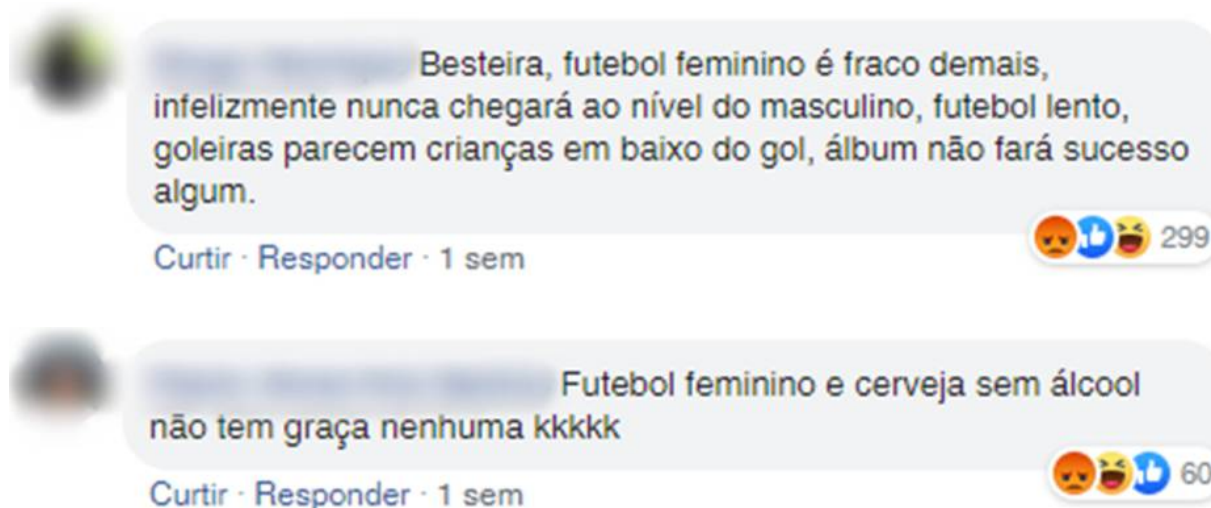 Besteira, futebol feminino é fraco demais,
infelizmente nunca chegará ao nível do masculino, futebol lento,
goleiras parecem crianças em baixo do gol, álbum não fará sucesso
algum.
299
Curtir · Responder · 1 sem
Futebol feminino e cerveja sem álcool
não tem graça nenhuma kkkkk
60
Curtir · Responder · 1 sem